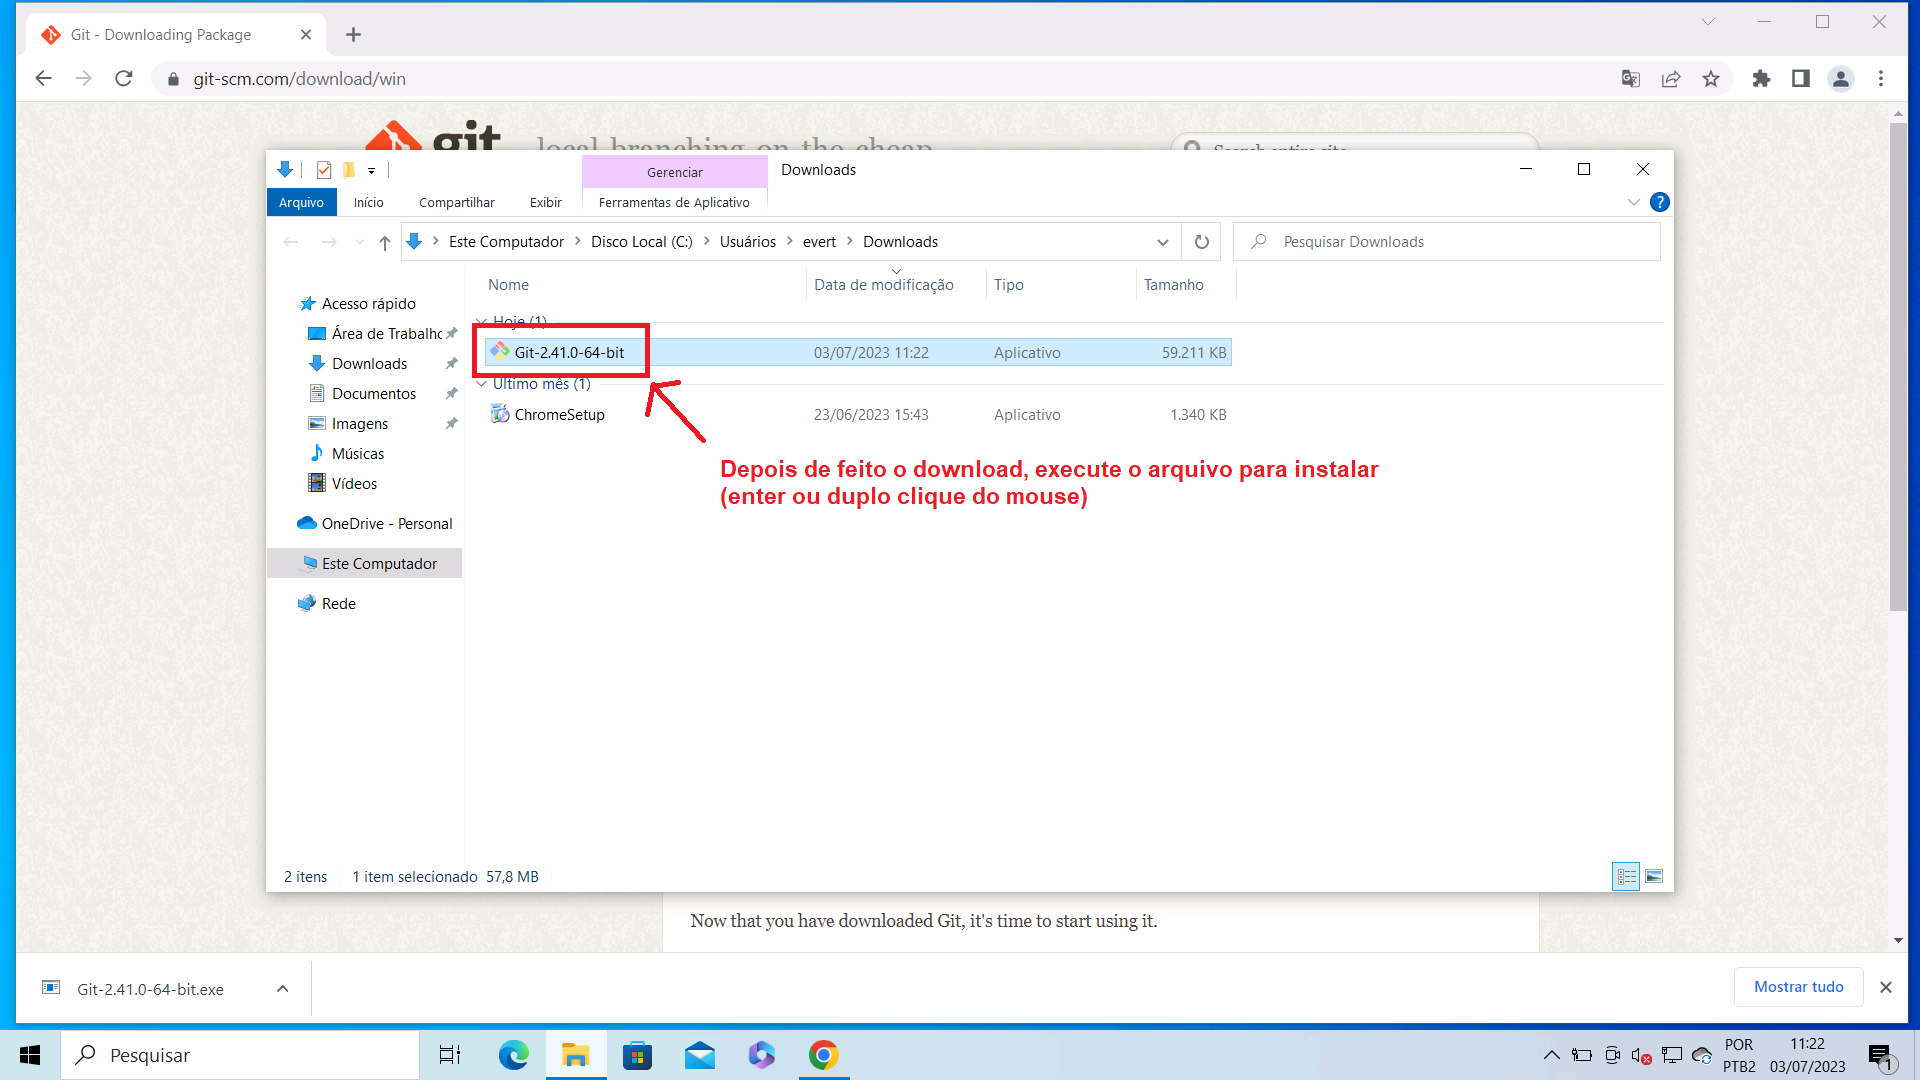 Git - Downloading Package
git-scm.com/download/win
git
local branching on the cheap
Search entire site...
Gerenciar
Downloads
Arquivo
Início
Compartilhar
Exibir
Ferramentas de Aplicativo
?
Este Computador > Disco Local (C:) > Usuários > evert > Downloads
Pesquisar Downloads
Nome
Data de modificação
Tipo
Tamanho
Acesso rápido
Área de Trabalho
Downloads
Documentos
Imagens
Músicas
Vídeos
OneDrive - Personal
Este Computador
Rede
Hoje (1)
Git-2.41.0-64-bit
03/07/2023 11:22
Aplicativo
59.211 KB
Último mês (1)
ChromeSetup
23/06/2023 15:43
Aplicativo
1.340 KB
Depois de feito o download, execute o arquivo para instalar
(enter ou duplo clique do mouse)
2 itens
1 item selecionado 57,8 MB
Now that you have downloaded Git, it's time to start using it.
Git-2.41.0-64-bit.exe
Mostrar tudo
Pesquisar
POR
PTB2
11:22
03/07/2023
1